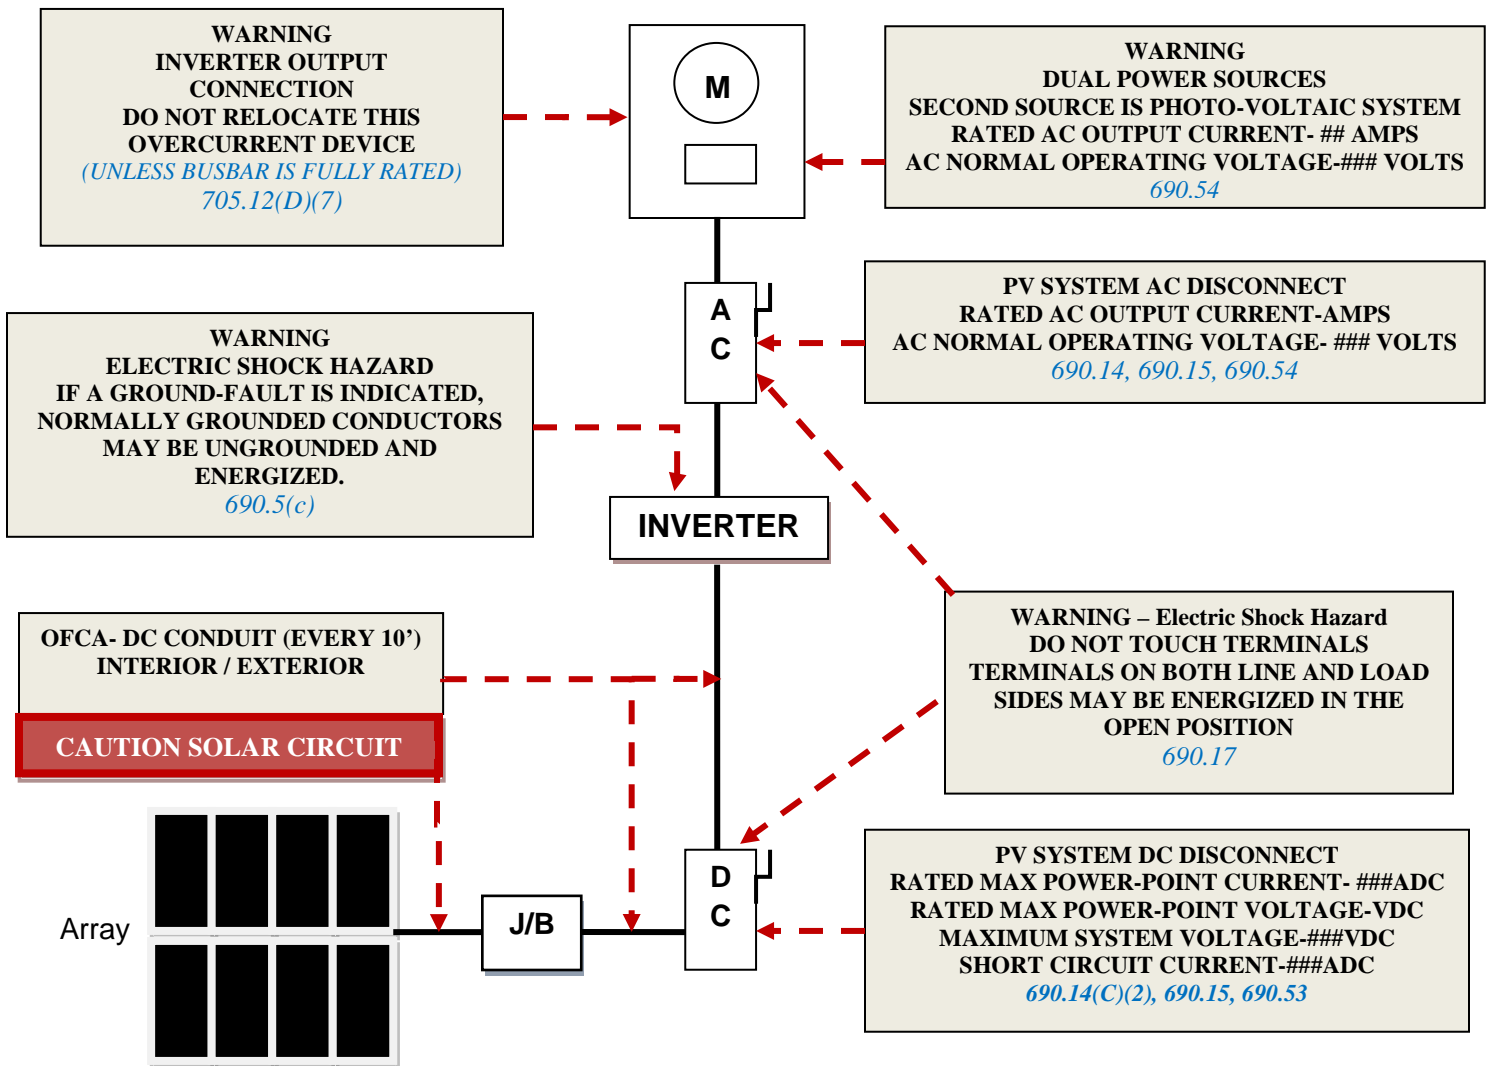 WARNING
INVERTER OUTPUT
CONNECTION
DO NOT RELOCATE THIS
OVERCURRENT DEVICE
(UNLESS BUSBAR IS FULLY RATED)
705.12(D)(7)
M
WARNING
DUAL POWER SOURCES
SECOND SOURCE IS PHOTO-VOLTAIC SYSTEM
RATED AC OUTPUT CURRENT- ## AMPS
AC NORMAL OPERATING VOLTAGE-### VOLTS
690.54
A
C
PV SYSTEM AC DISCONNECT
RATED AC OUTPUT CURRENT-AMPS
AC NORMAL OPERATING VOLTAGE- ### VOLTS
690.14, 690.15, 690.54
WARNING
ELECTRIC SHOCK HAZARD
IF A GROUND-FAULT IS INDICATED,
NORMALLY GROUNDED CONDUCTORS
MAY BE UNGROUNDED AND
ENERGIZED.
690.5(c)
INVERTER
OFCA- DC CONDUIT (EVERY 10’)
INTERIOR / EXTERIOR
CAUTION SOLAR CIRCUIT
WARNING – Electric Shock Hazard
DO NOT TOUCH TERMINALS
TERMINALS ON BOTH LINE AND LOAD
SIDES MAY BE ENERGIZED IN THE
OPEN POSITION
690.17
Array
J/B
D
C
PV SYSTEM DC DISCONNECT
RATED MAX POWER-POINT CURRENT- ###ADC
RATED MAX POWER-POINT VOLTAGE-VDC
MAXIMUM SYSTEM VOLTAGE-###VDC
SHORT CIRCUIT CURRENT-###ADC
690.14(C)(2), 690.15, 690.53